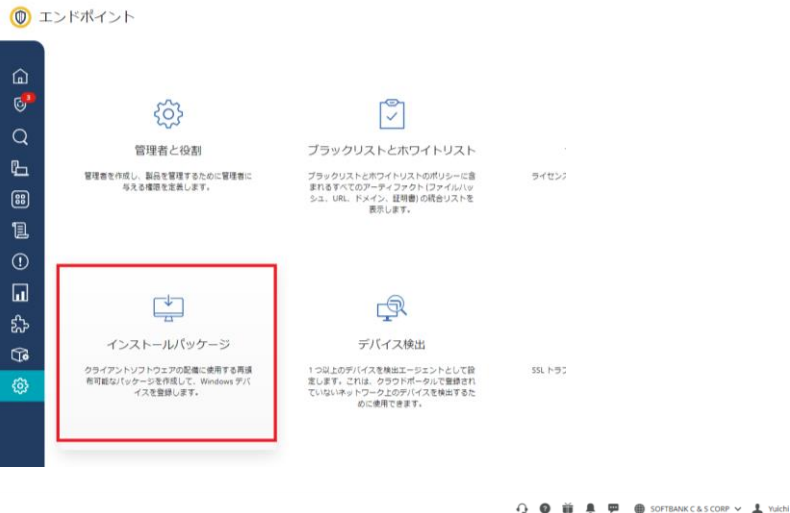 エンドポイント
3
管理者と役割
管理者を作成し、製品を管理するために管理者に
与える権限を定義します。
ブラックリストとホワイトリスト
ブラックリストとホワイトリストのポリシーに含
まれるすべてのアーティファクト (ファイルハッ
シュ、URL、ドメイン、証明書) の統合リストを
表示します。
ライセンス
インストールパッケージ
クライアントソフトウェアの配備に使用する再頒
布可能なパッケージを作成して、Windows デバ
イスを登録します。
デバイス検出
1 つ以上のデバイスを検出エージェントとして設
定します。これは、クラウドポータルで登録され
ていないネットワーク上のデバイスを検出するた
めに使用できます。
SSL トラ
SOFTBANK C & S CORP
Yuichi